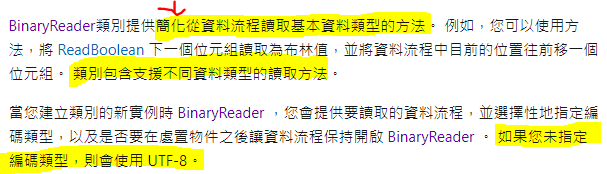 BinaryReader類別提供簡化從資料流程讀取基本資料類型的方法。 例如，您可以使用方
法，將 ReadBoolean 下一個位元組讀取為布林值，並將資料流程中目前的位置往前移一個
位元組。 類別包含支援不同資料類型的讀取方法。
當您建立類別的新實例時 BinaryReader ，您會提供要讀取的資料流程，並選擇性地指定編
碼類型，以及是否要在處置物件之後讓資料流程保持開啟 BinaryReader 。 如果您未指定
編碼類型，則會使用 UTF-8。